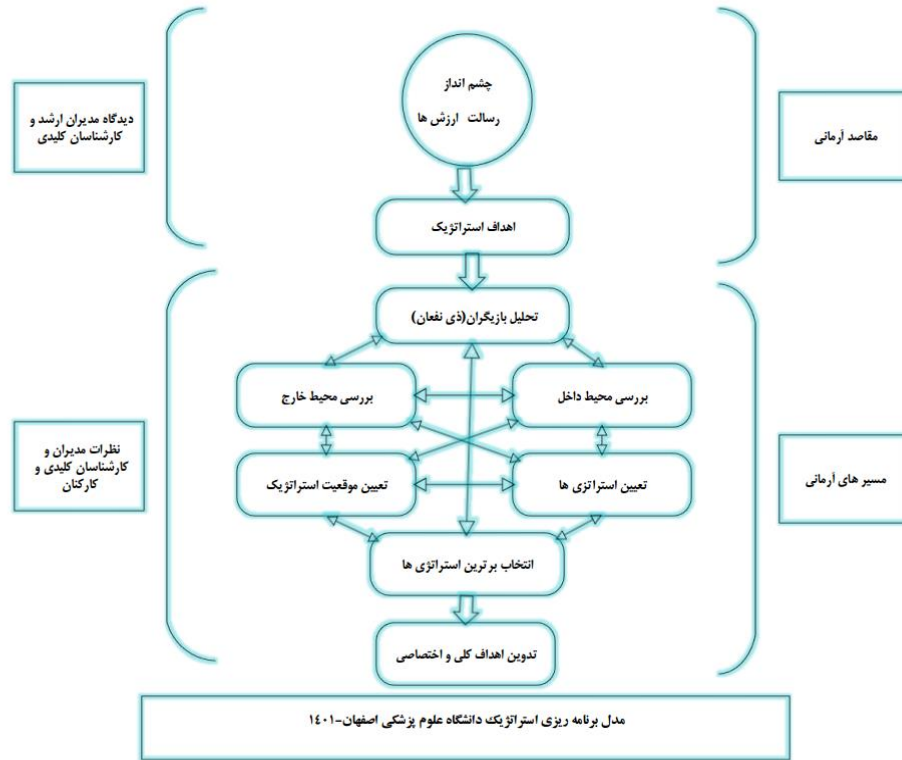 چشم انداز
رسالت ارزش ها
دیدگاه مدیران ارشد و
کارشناسان کلیدی
مقاصد آرمانی
اهداف استراتژیک
تحلیل بازیگران(ذی نفعان)
بررسی محیط داخل
بررسی محیط خارج
نظرات مدیران و
کارشناسان کلیدی و
کارکنان
مسیر های آرمانی
تعیین استراتزی ها
تعیین موقعیت استراتژیک
انتخاب برترین استراتژی ها
تدوین اهداف کلی و اختصاصی
مدل برنامه ریزی استراتژیک دانشگاه علوم پزشکی اصفهان-۱٤۰۱